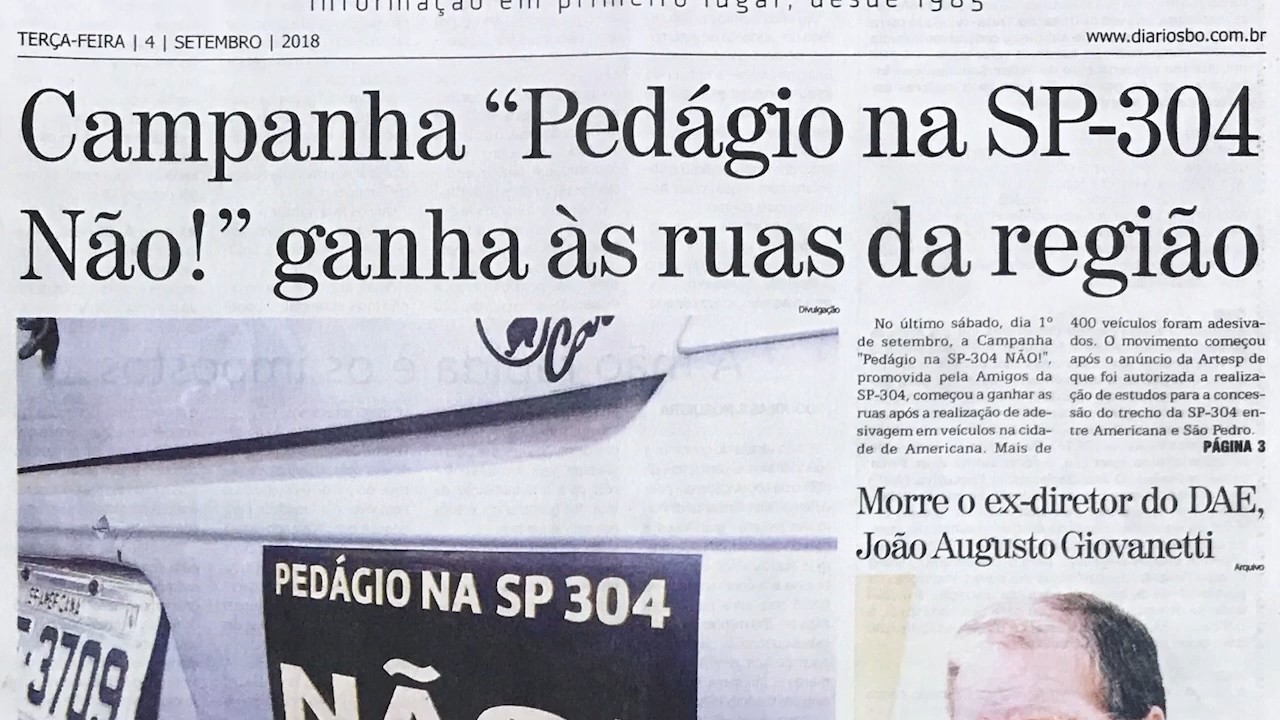 informação em primeiro lugar, desde 1985
TERÇA-FEIRA | 4 | SETEMBRO | 2018
www.diariosbo.com.br
Campanha “Pedágio na SP-304
Não!” ganha às ruas da região
Divulgação
No último sábado, dia 1º
de setembro, a Campanha
"Pedágio na SP-304 NÃO!",
promovida pela Amigos da
SP-304, começou a ganhar as
ruas após a realização de ade-
sivagem em veículos na cida-
de de Americana. Mais de
400 veículos foram adesiva-
dos. O movimento começou
após o anúncio da Artesp de
que foi autorizada a realiza-
ção de estudos para a conces-
são do trecho da SP-304 en-
tre Americana e São Pedro.
PÁGINA 3
PEDÁGIO NA SP 304
NÃO!
3709
Morre o ex-diretor do DAE,
João Augusto Giovanetti
Arquivo